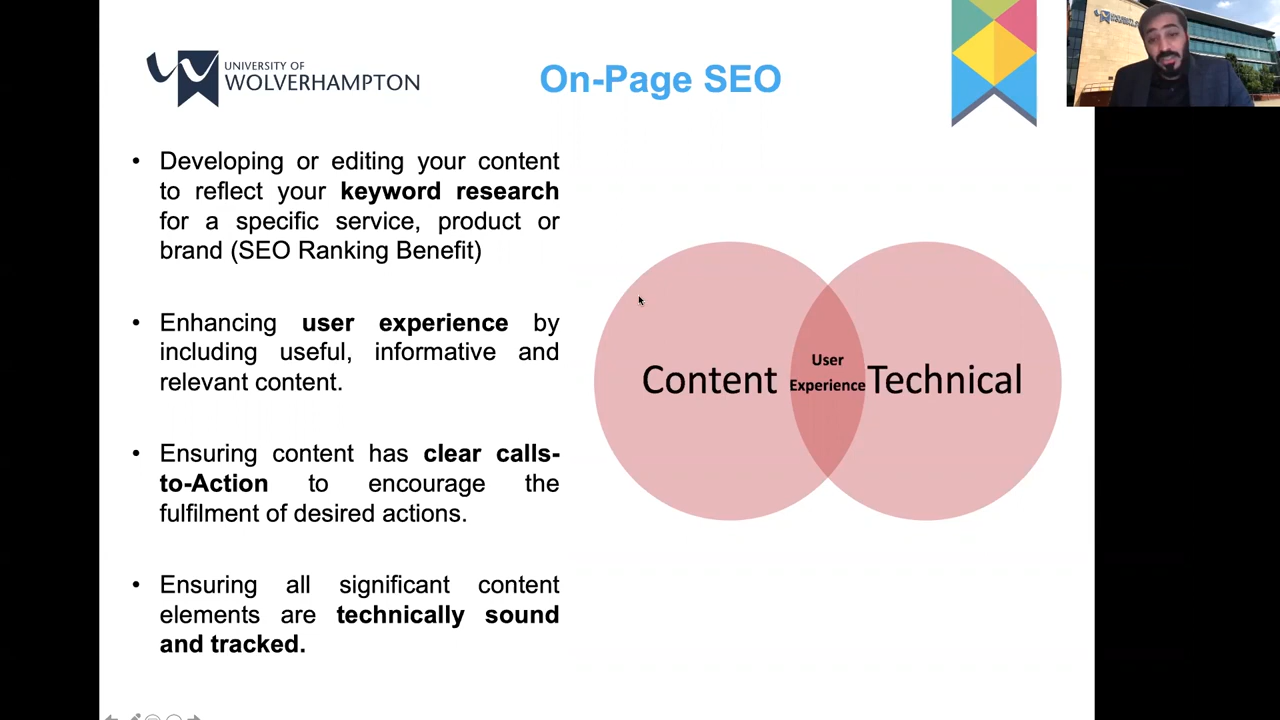 UNIVERSITY OF
WOLVERHAMPTON
On-Page SEO
• Developing or editing your content
to reflect your keyword research
for a specific service, product or
brand (SEO Ranking Benefit)
• Enhancing user experience by
including useful, informative and
relevant content.
• Ensuring content has clear calls-
to-Action to encourage the
fulfilment of desired actions.
• Ensuring all significant content
elements are technically sound
and tracked.
Content
User
Experience
Technical